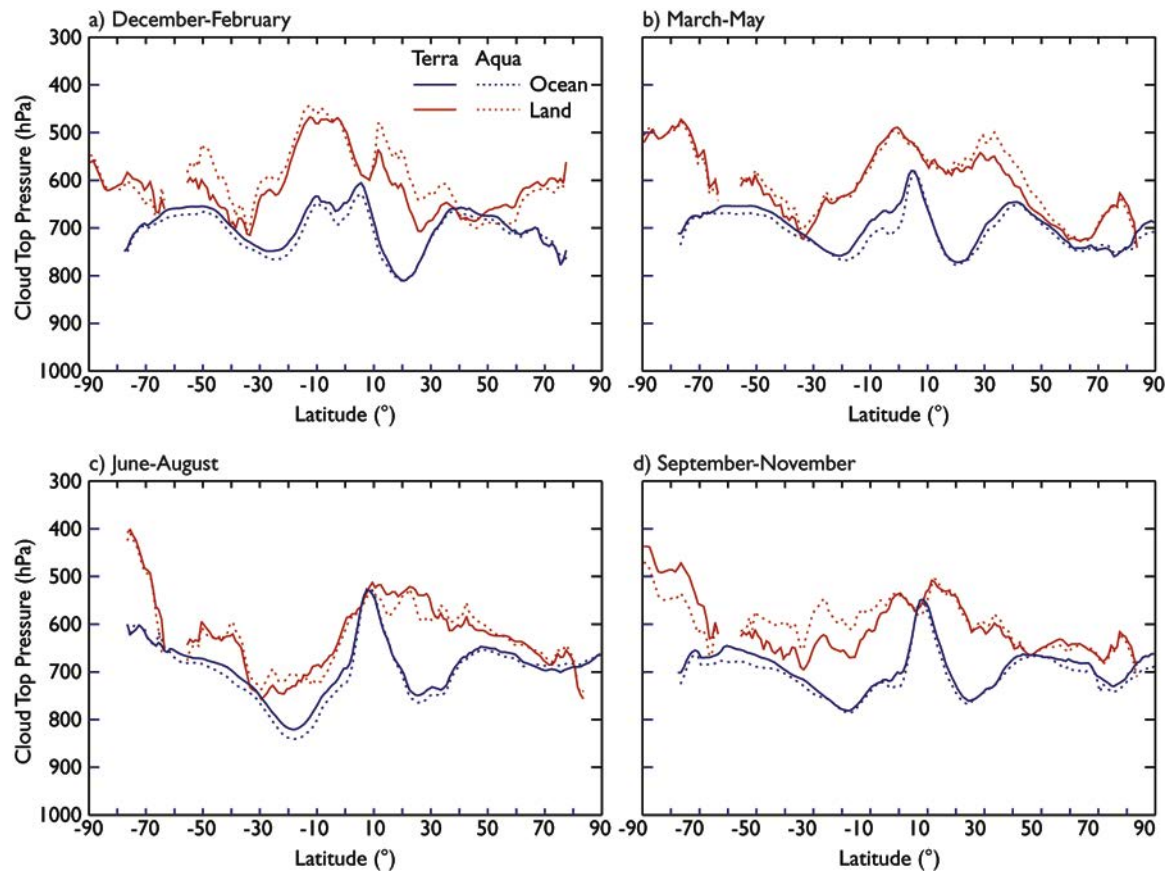 a) December-February
b) March-May
300
400
500
600
700
800
900
1000
Cloud Top Pressure (hPa)
Terra Aqua
Ocean
Land
-90 -70 -50 -30 -10 10 30 50 70 90
Latitude (°)
-90 -70 -50 -30 -10 10 30 50 70 90
Latitude (°)
c) June-August
d) September-November
300
400
500
600
700
800
900
1000
Cloud Top Pressure (hPa)
-90 -70 -50 -30 -10 10 30 50 70 90
Latitude (°)
-90 -70 -50 -30 -10 10 30 50 70 90
Latitude (°)